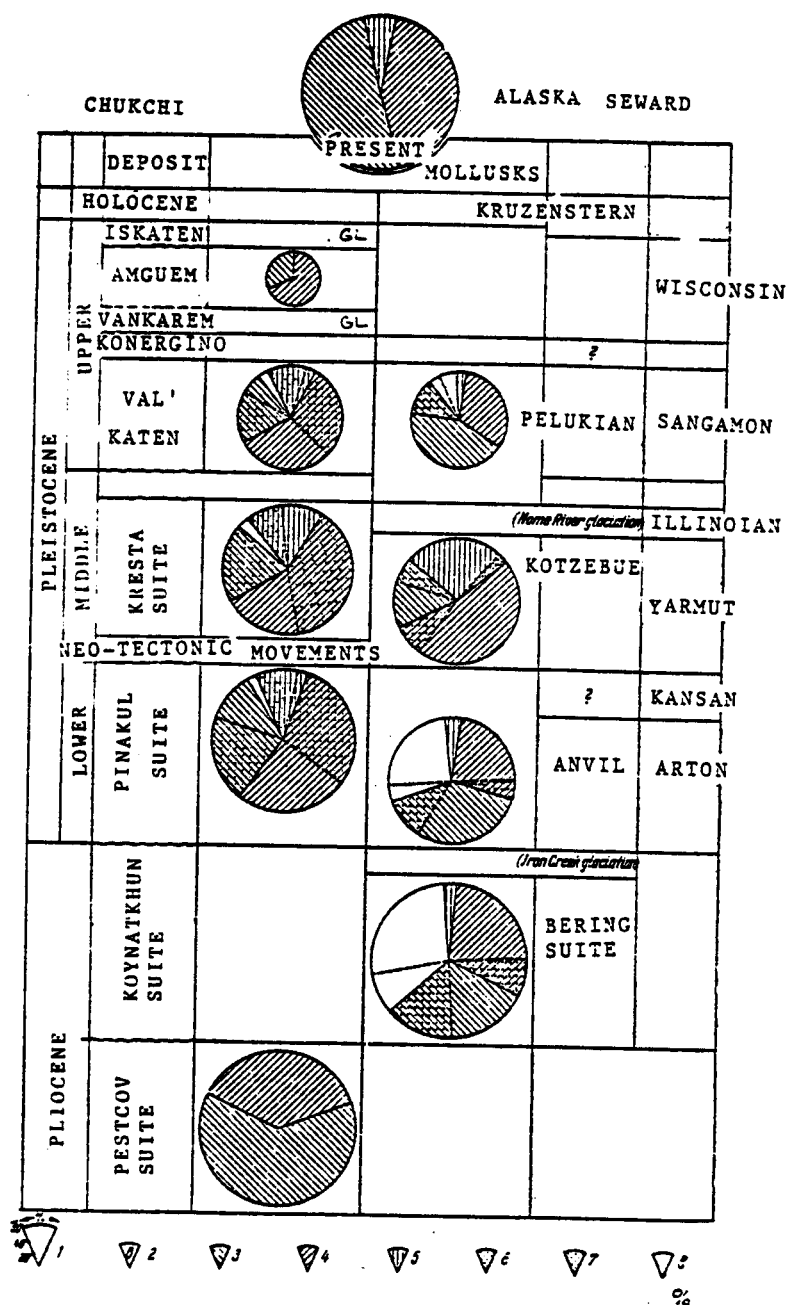 CHUKCHI
ALASKA SEWARD
PRESENT
DEPOSIT
MOLLUSKS
HOLOCENE
KRUZENSTERN
ISKATEN GL
AMGUEM
WISCONSIN
VANKAREM GL
KONERGINO
?
UPPER
VAL'
KATEN
PELUKIAN
SANGAMON
PLEISTOCENE
MIDDLE
KRESTA
SUITE
(Nome River glaciation)
ILLINOIAN
KOTZEBUE
YARMUT
NEO-TECTONIC MOVEMENTS
LOWER
PINAKUL
SUITE
?
KANSAN
ANVIL
ARTON
(Iron Creek glaciation)
PLIOCENE
KOYNATKHUN
SUITE
BERING
SUITE
PESTCOV
SUITE
1 2 3 4 5 6 7 8
%